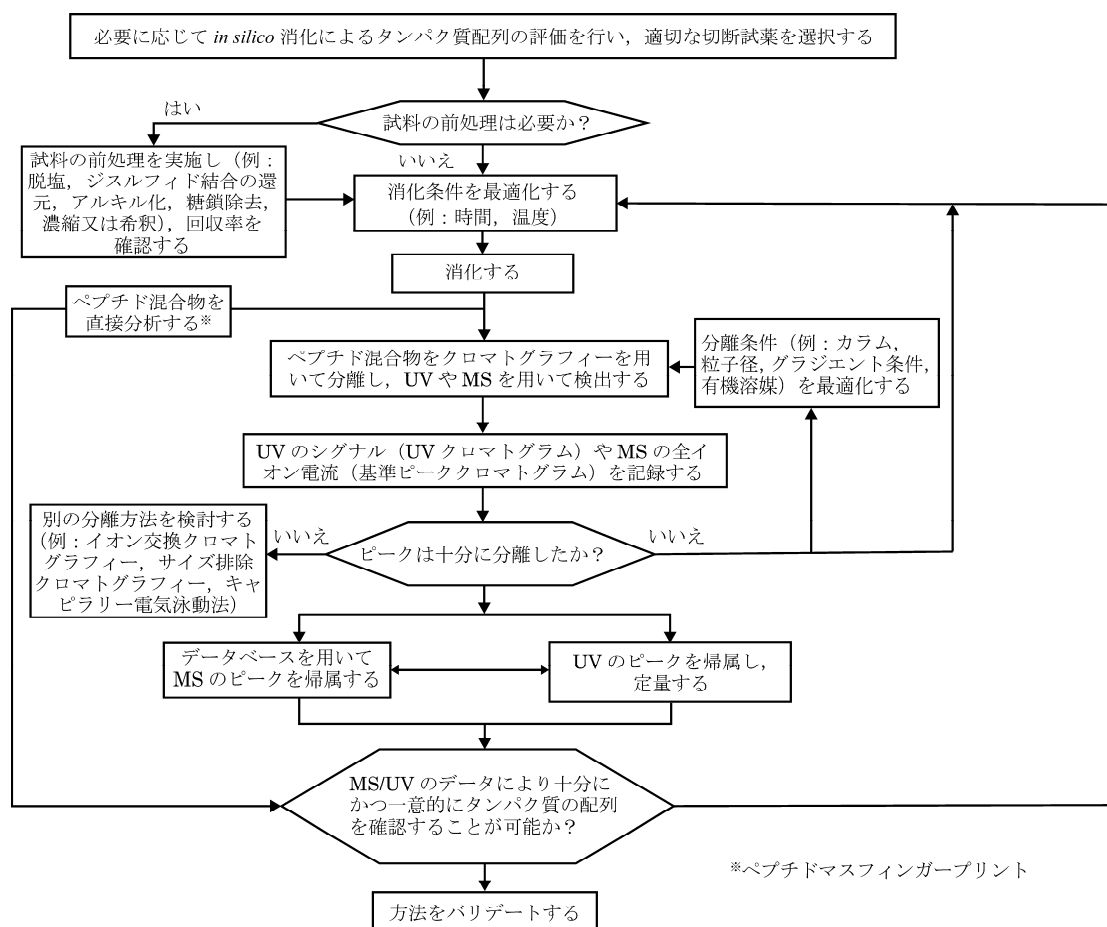 必要に応じて in silico 消化によるタンパク質配列の評価を行い，適切な切断試薬を選択する
はい
試料の前処理は必要か？
いいえ
試料の前処理を実施し（例：
脱塩，ジスルフィド結合の還
元，アルキル化，糖鎖除去，
濃縮又は希釈），回収率を
確認する
消化条件を最適化する
（例：時間，温度）
消化する
ペプチド混合物を
直接分析する※
ペプチド混合物をクロマトグラフィーを用
いて分離し，UV や MS を用いて検出する
分離条件（例：カラム，
粒子径，グラジエント条件，
有機溶媒）を最適化する
UV のシグナル（UV クロマトグラム）や MS の全イ
オン電流（基準ピーククロマトグラム）を記録する
別の分離方法を検討する
（例：イオン交換クロマト
グラフィー，サイズ排除
クロマトグラフィー，キャ
ピラリー電気泳動法）
いいえ
ピークは十分に分離したか？
いいえ
データベースを用いて
MS のピークを帰属する
UV のピークを帰属し，
定量する
MS/UV のデータにより十分に
かつ一意的にタンパク質の配列
を確認することが可能か？
※ペプチドマスフィンガープリント
方法をバリデートする